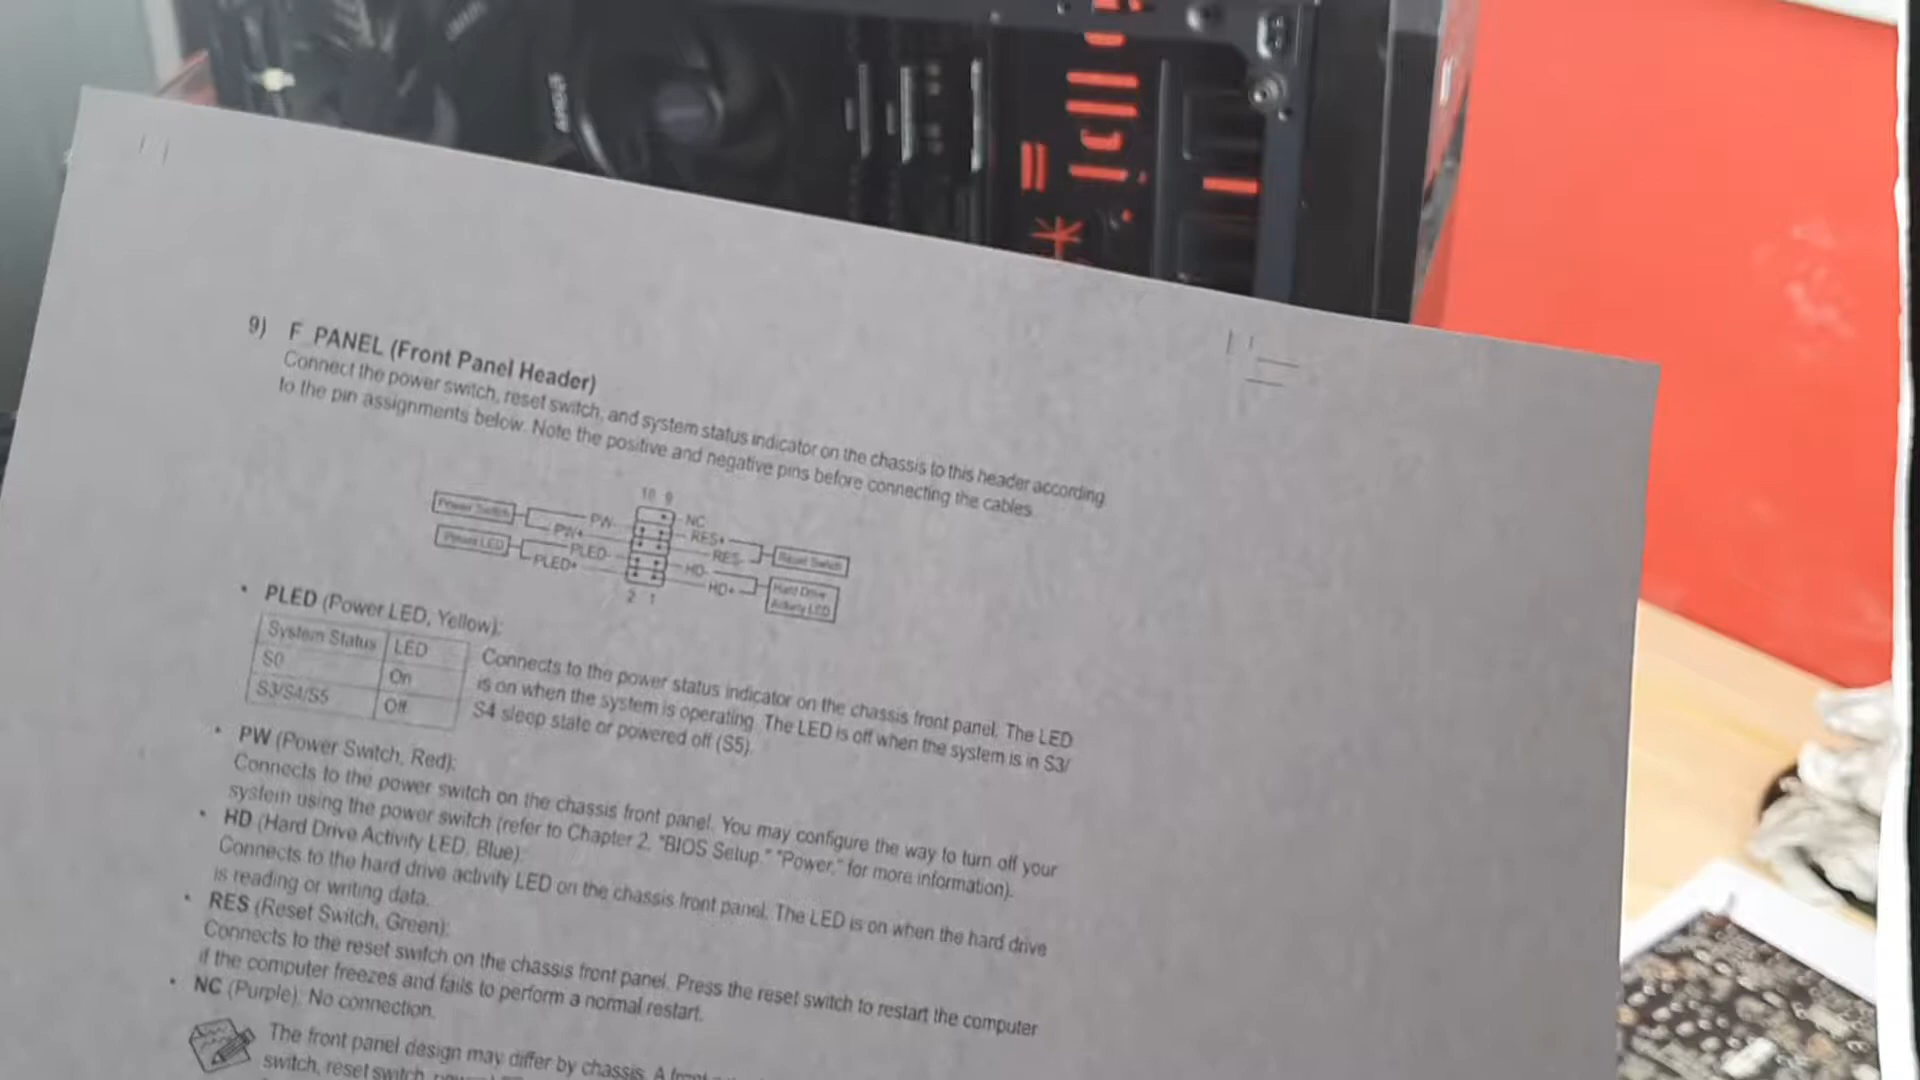 9) F_PANEL (Front Panel Header)
Connect the power switch, reset switch, and system status indicator on the chassis to this header according
to the pin assignments below. Note the positive and negative pins before connecting the cables.
10 9
Power Switch PW- NC
PW+ RES+
Power LED PLED- RES- Reset Switch
PLED+ HD-
HD+ Hard Drive
Activity LED
2 1
• PLED (Power LED, Yellow):
System Status LED
S0 On
S3/S4/S5 Off
Connects to the power status indicator on the chassis front panel. The LED
is on when the system is operating. The LED is off when the system is in S3/
S4 sleep state or powered off (S5).
• PW (Power Switch, Red):
Connects to the power switch on the chassis front panel. You may configure the way to turn off your
system using the power switch (refer to Chapter 2, "BIOS Setup," "Power," for more information).
• HD (Hard Drive Activity LED, Blue):
Connects to the hard drive activity LED on the chassis front panel. The LED is on when the hard drive
is reading or writing data.
• RES (Reset Switch, Green):
Connects to the reset switch on the chassis front panel. Press the reset switch to restart the computer
if the computer freezes and fails to perform a normal restart.
• NC (Purple): No connection.
The front panel design may differ by chassis. A
switch, reset switch,